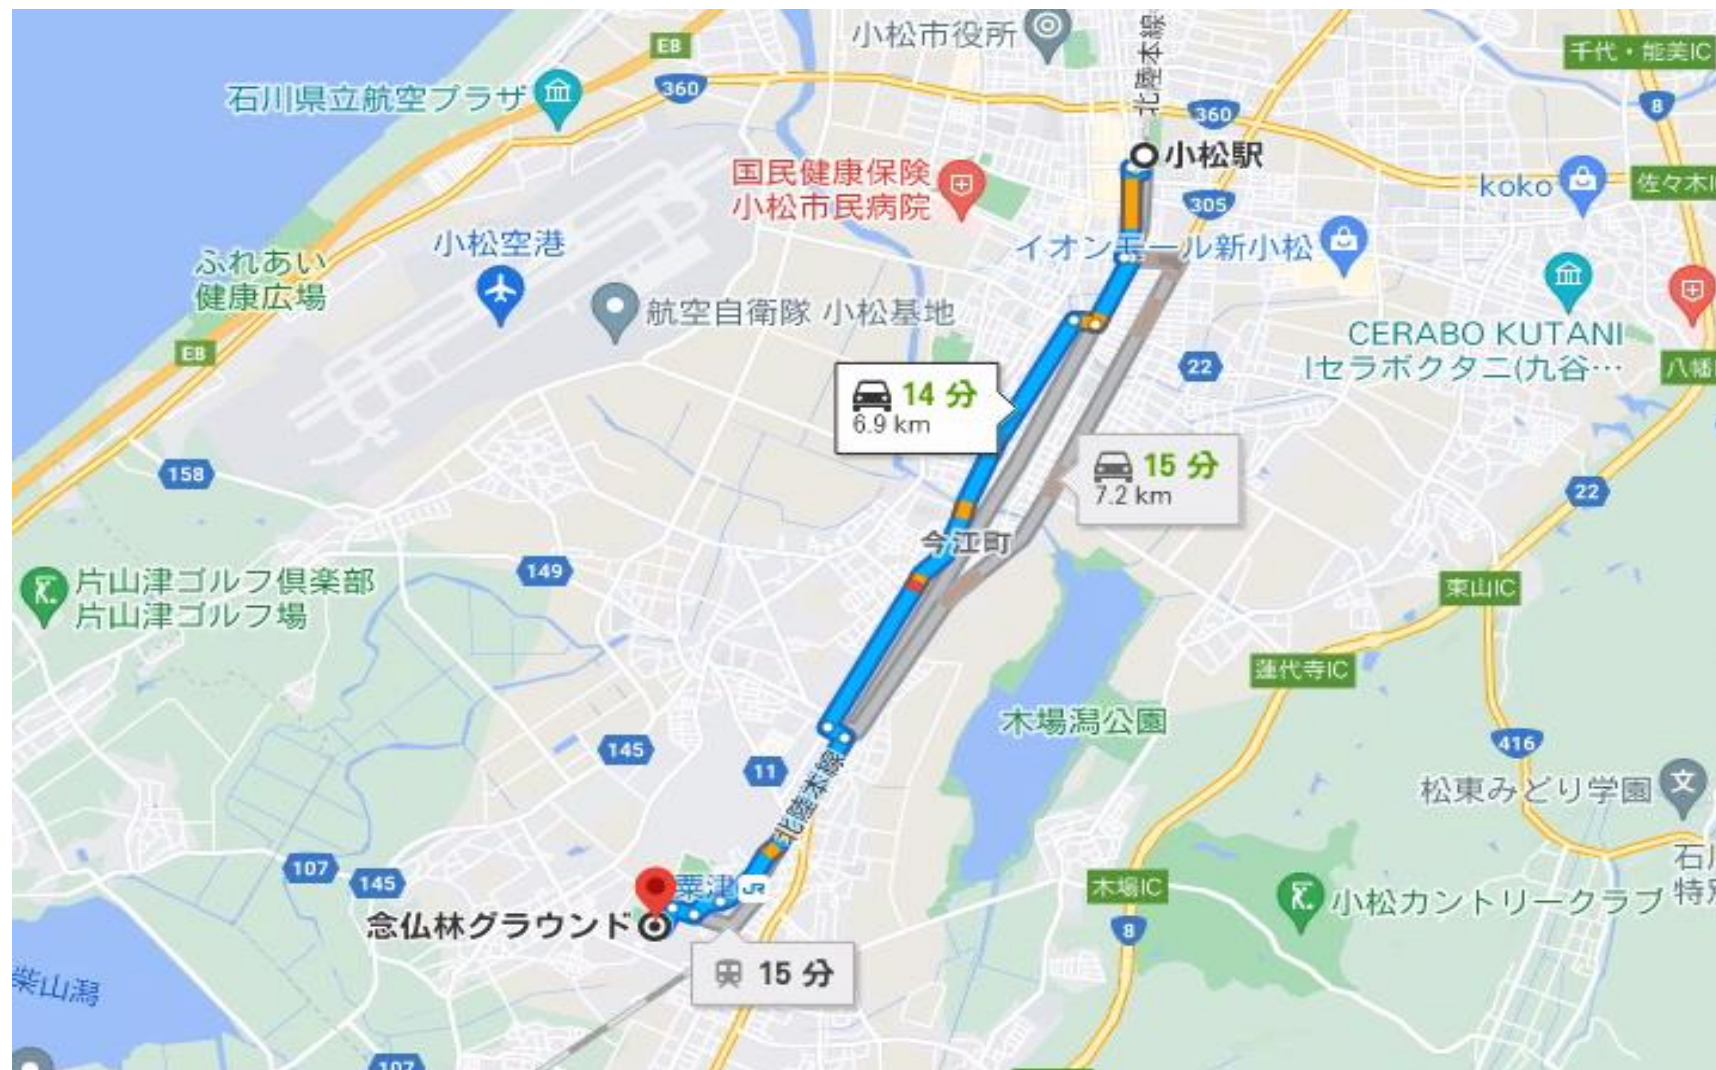 小松市役所
北陸本線
E8
千代・能美IC
石川県立航空プラザ
360
8
360
小松駅
国民健康保険
小松市民病院
koko
佐々木I
305
小松空港
イオンモール新小松
ふれあい
健康広場
航空自衛隊 小松基地
CERABO KUTANI
Iセラボクタニ(九谷…
E8
22
八幡
14 分
6.9 km
15 分
7.2 km
158
22
今江町
149
片山津ゴルフ倶楽部
片山津ゴルフ場
東山IC
蓮代寺IC
木場潟公園
145
416
11
松東みどり学園
北陸本線
石川
特別
107
145
粟津
JR
木場IC
小松カントリークラブ
念仏林グラウンド
8
15 分
柴山潟
107